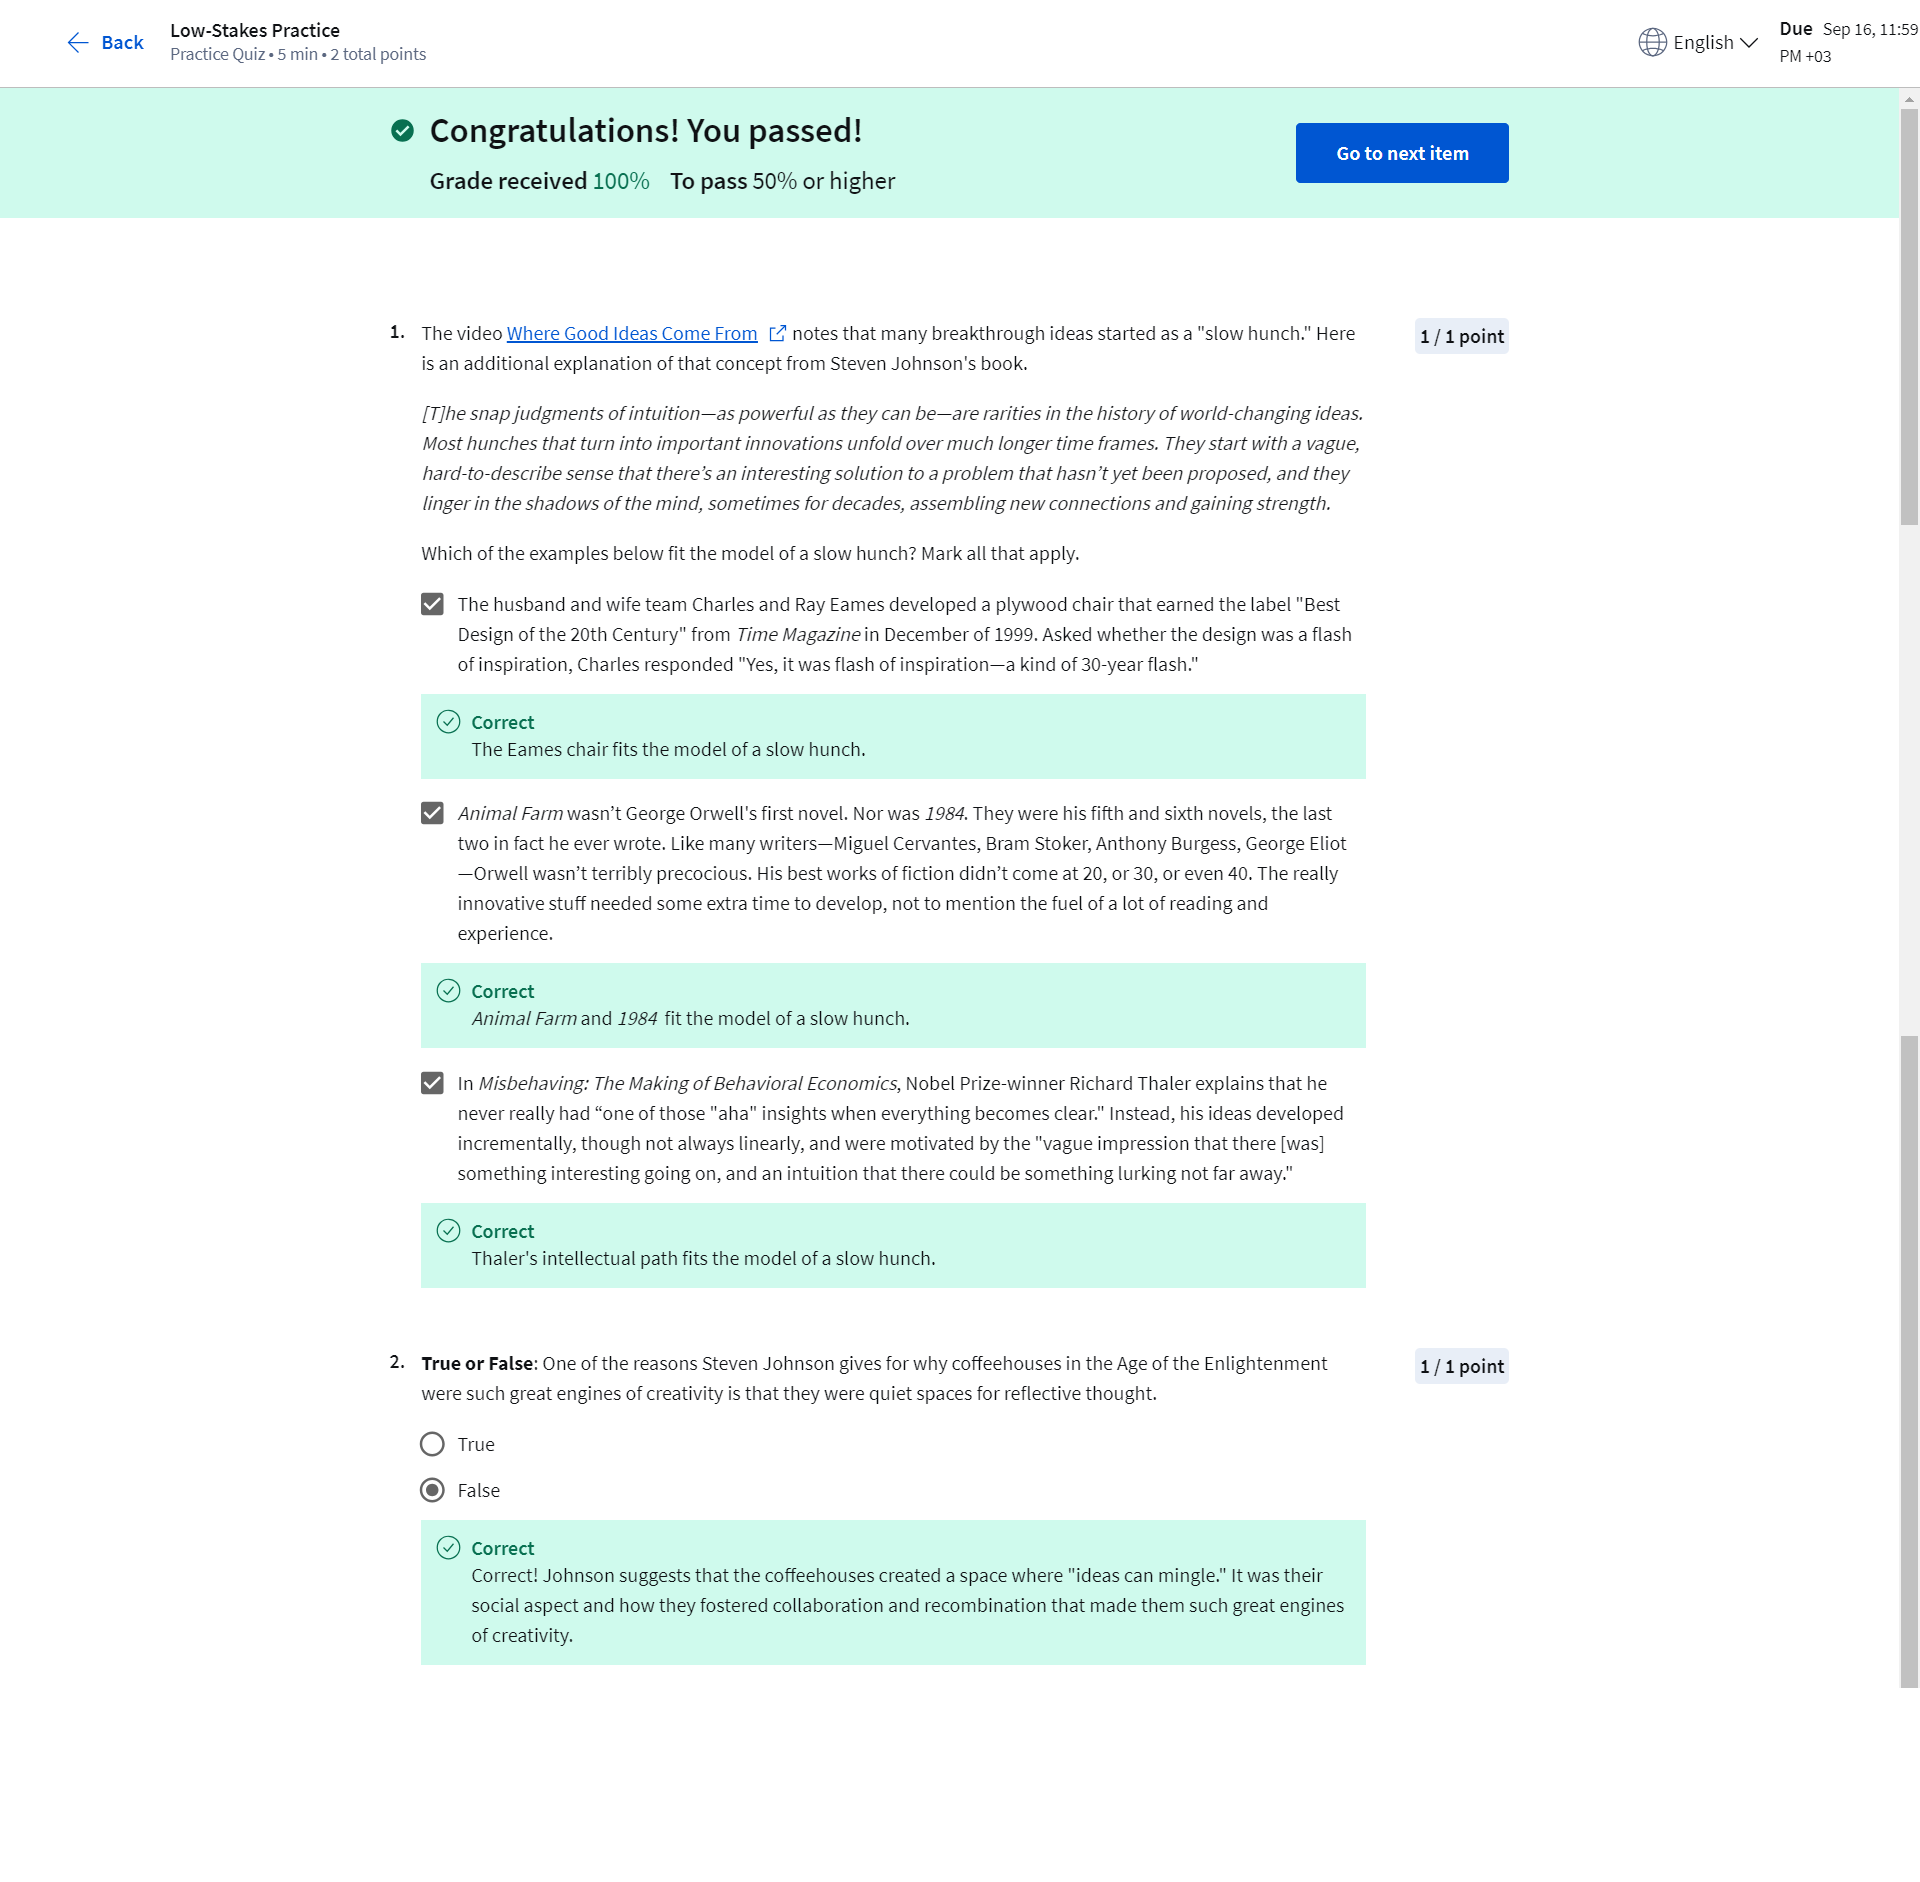 Back
Low-Stakes Practice
Practice Quiz • 5 min • 2 total points
English
Due Sep 16, 11:59
PM +03
Congratulations! You passed!
Grade received 100% To pass 50% or higher
Go to next item
1. The video Where Good Ideas Come From notes that many breakthrough ideas started as a "slow hunch." Here
is an additional explanation of that concept from Steven Johnson's book.
1 / 1 point
[T]he snap judgments of intuition—as powerful as they can be—are rarities in the history of world-changing ideas.
Most hunches that turn into important innovations unfold over much longer time frames. They start with a vague,
hard-to-describe sense that there’s an interesting solution to a problem that hasn’t yet been proposed, and they
linger in the shadows of the mind, sometimes for decades, assembling new connections and gaining strength.
Which of the examples below fit the model of a slow hunch? Mark all that apply.
The husband and wife team Charles and Ray Eames developed a plywood chair that earned the label "Best
Design of the 20th Century" from Time Magazine in December of 1999. Asked whether the design was a flash
of inspiration, Charles responded "Yes, it was flash of inspiration—a kind of 30-year flash."
Correct
The Eames chair fits the model of a slow hunch.
Animal Farm wasn’t George Orwell's first novel. Nor was 1984. They were his fifth and sixth novels, the last
two in fact he ever wrote. Like many writers—Miguel Cervantes, Bram Stoker, Anthony Burgess, George Eliot
—Orwell wasn’t terribly precocious. His best works of fiction didn’t come at 20, or 30, or even 40. The really
innovative stuff needed some extra time to develop, not to mention the fuel of a lot of reading and
experience.
Correct
Animal Farm and 1984 fit the model of a slow hunch.
In Misbehaving: The Making of Behavioral Economics, Nobel Prize-winner Richard Thaler explains that he
never really had “one of those "aha" insights when everything becomes clear." Instead, his ideas developed
incrementally, though not always linearly, and were motivated by the "vague impression that there [was]
something interesting going on, and an intuition that there could be something lurking not far away."
Correct
Thaler's intellectual path fits the model of a slow hunch.
2. True or False: One of the reasons Steven Johnson gives for why coffeehouses in the Age of the Enlightenment
were such great engines of creativity is that they were quiet spaces for reflective thought.
1 / 1 point
True
False
Correct
Correct! Johnson suggests that the coffeehouses created a space where "ideas can mingle." It was their
social aspect and how they fostered collaboration and recombination that made them such great engines
of creativity.